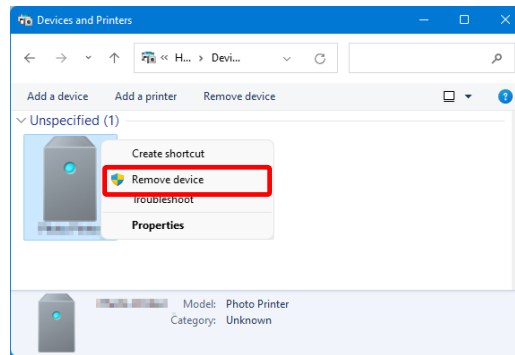 Devices and Printers
« H... › Devi...
Add a device Add a printer Remove device
Unspecified (1)
Create shortcut
Remove device
Troubleshoot
Properties
Model: Photo Printer
Category: Unknown